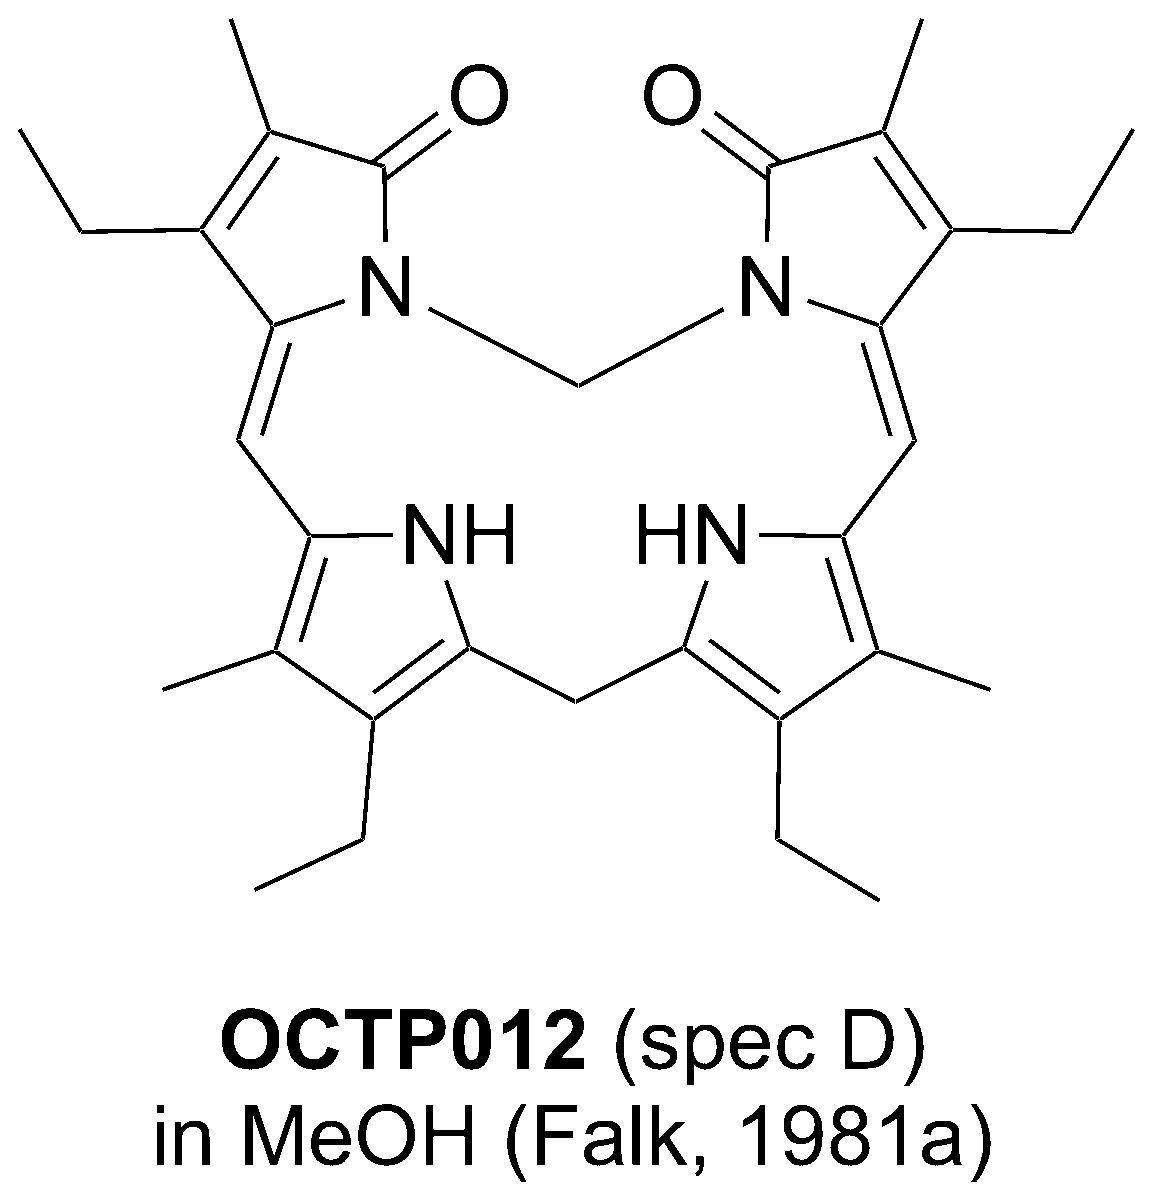 O O
N N
NH HN
OCTP012 (spec D)
in MeOH (Falk, 1981a)